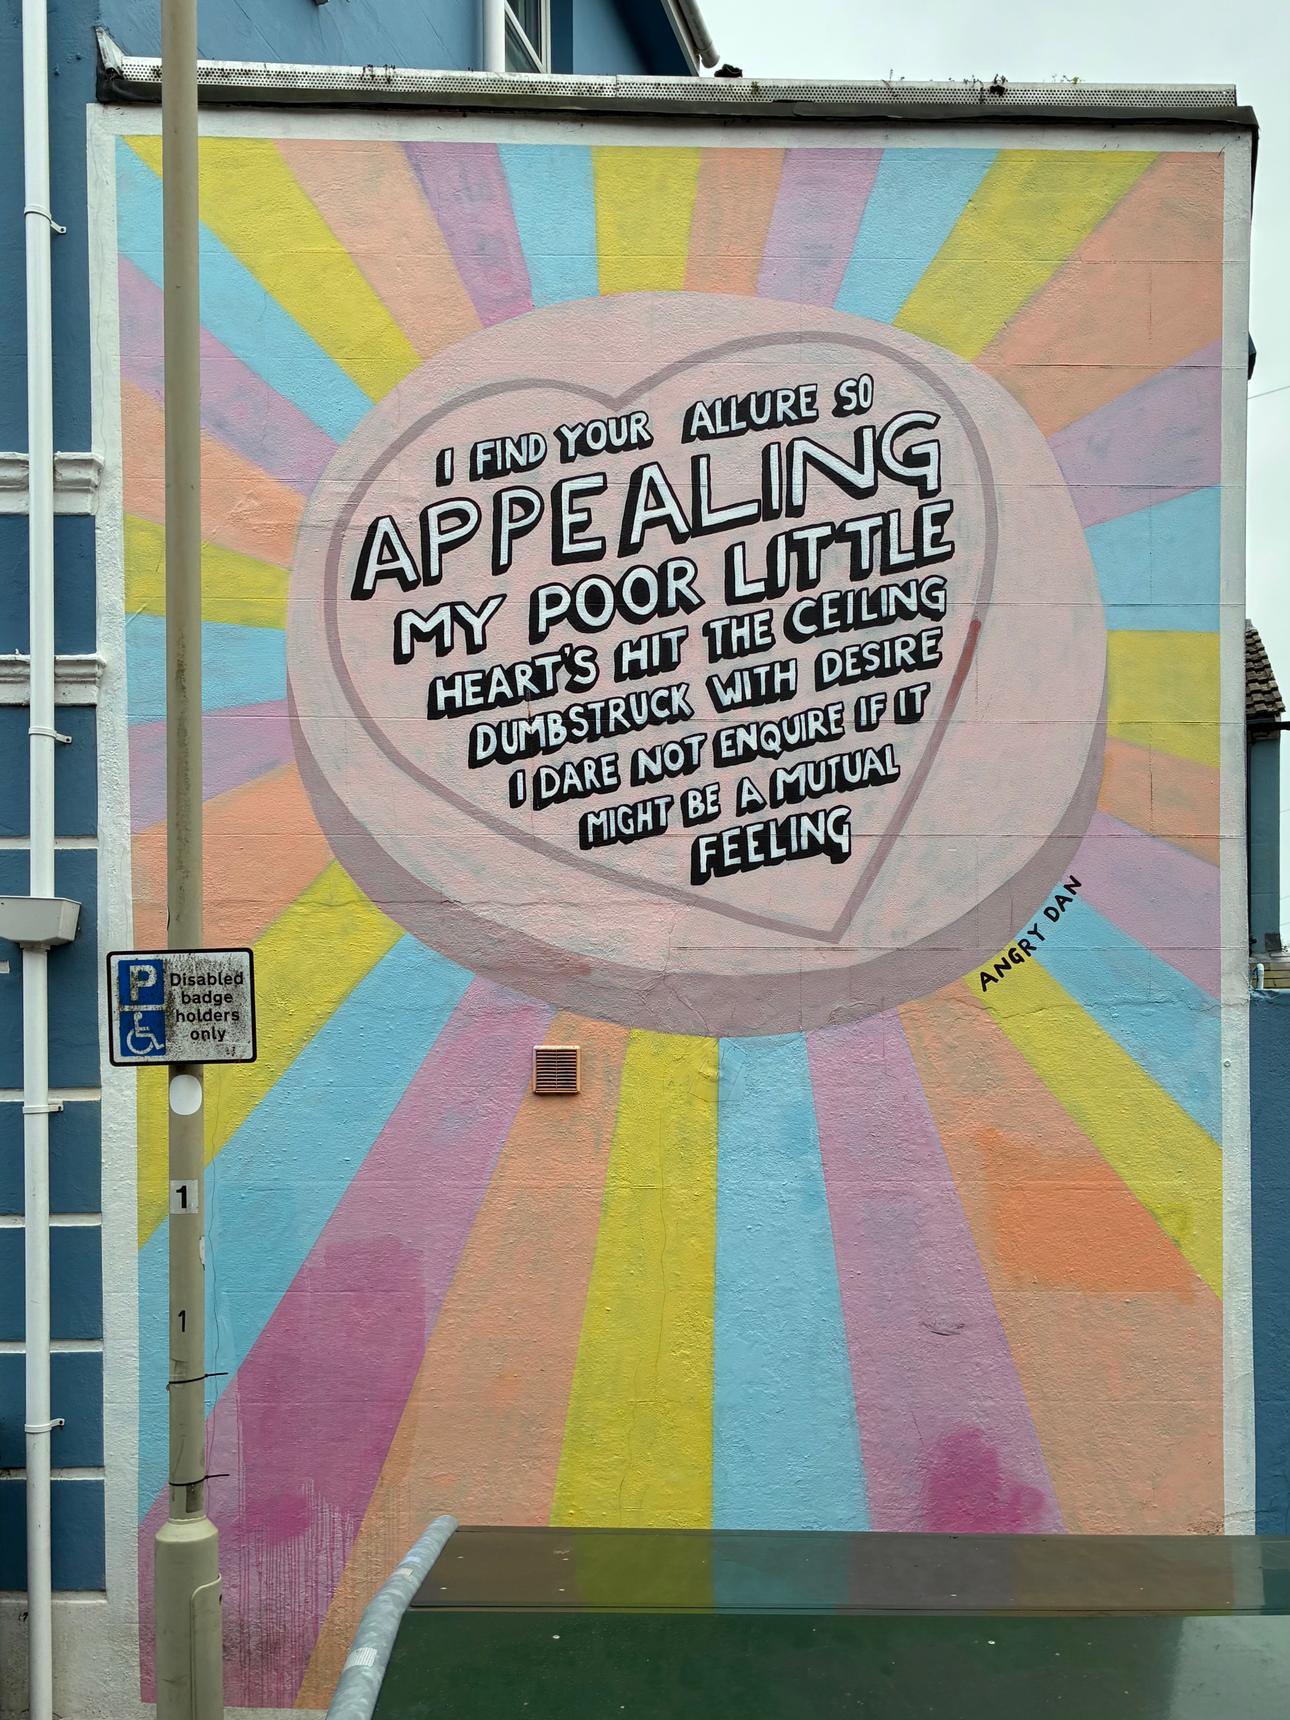 I FIND YOUR ALLURE SO
APPEALING
MY POOR LITTLE
HEART'S HIT THE CEILING
DUMBSTRUCK WITH DESIRE
I DARE NOT ENQUIRE IF IT
MIGHT BE A MUTUAL
FEELING
ANGRY DAN
P
Disabled
badge
holders
only
1
1